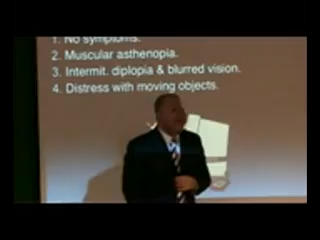 1. No symptoms.
2. Muscular asthenopia.
3. Intermit. diplopia & blurred vision.
4. Distress with moving objects.